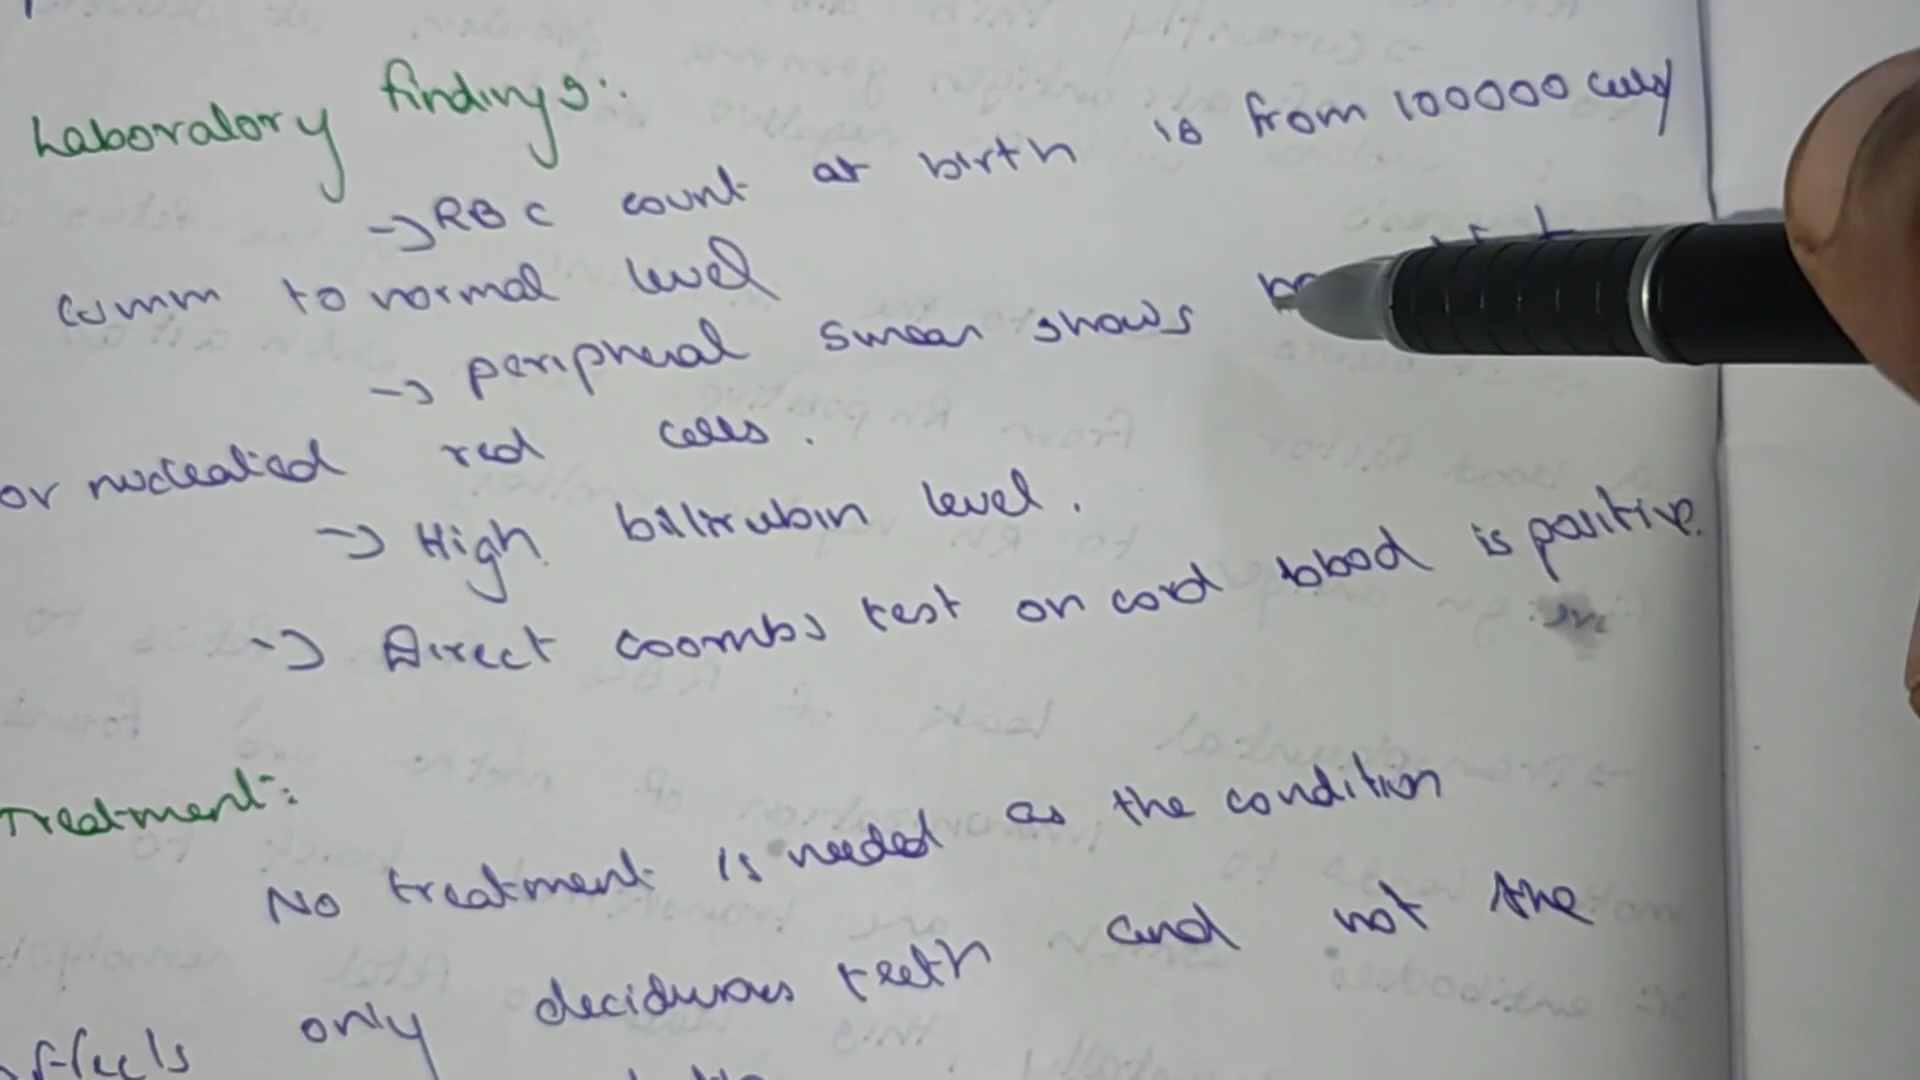 Laboratory findings:
→ RBC count at birth is from 100000 cells/
cumm to normal level
→ peripheral smear shows
or nucleated red cells.
→ High bilirubin level.
→ Direct coombs test on cord blood is positive.
Treatment:
No treatment is needed as the condition
affects only deciduous teeth and not the